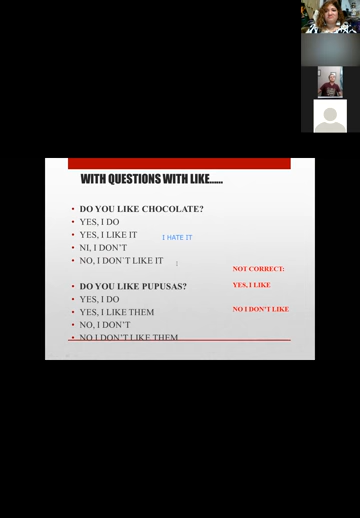 WITH QUESTIONS WITH LIKE......
• DO YOU LIKE CHOCOLATE?
• YES, I DO
• YES, I LIKE IT
I HATE IT
• NI, I DON'T
• NO, I DON`T LIKE IT
NOT CORRECT:
YES, I LIKE
NO I DON'T LIKE
• DO YOU LIKE PUPUSAS?
• YES, I DO
• YES, I LIKE THEM
• NO, I DON'T
• NO I DON'T LIKE THEM